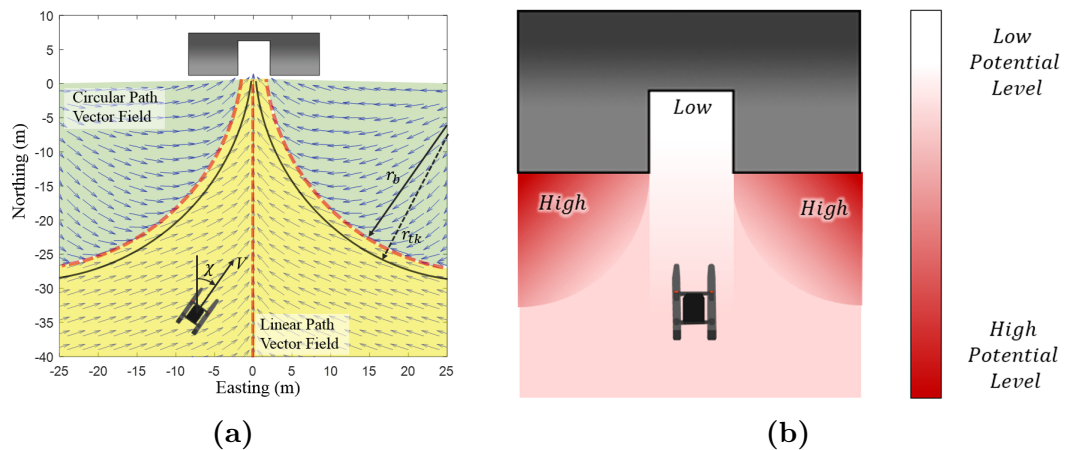 10
5
0
-5
-10
-15
-20
-25
-30
-35
-40
Northing (m)
Circular Path
Vector Field
r_b
r_tk
χ
V
Linear Path
Vector Field
-25 -20 -15 -10 -5 0 5 10 15 20 25
Easting (m)
(a)
Low
High
High
Low
Potential
Level
High
Potential
Level
(b)